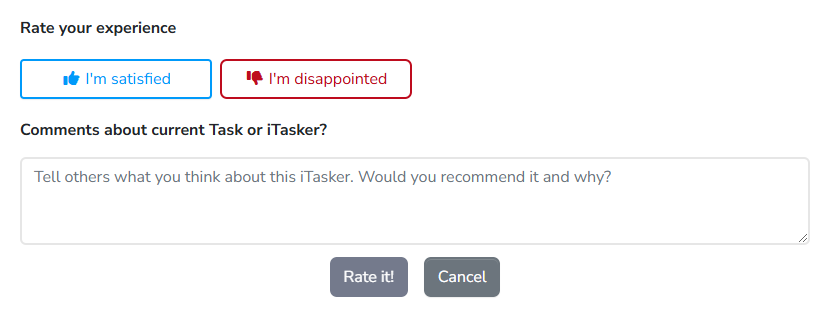 Rate your experience
I'm satisfied
I'm disappointed
Comments about current Task or iTasker?
Tell others what you think about this iTasker. Would you recommend it and why?
Rate it!
Cancel